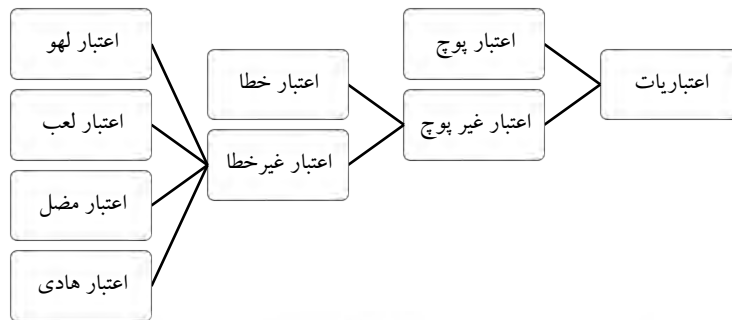 اعتباریات
اعتبار پوچ
اعتبار غیر پوچ
اعتبار خطا
اعتبار غیرخطا
اعتبار لهو
اعتبار لعب
اعتبار مضل
اعتبار هادی